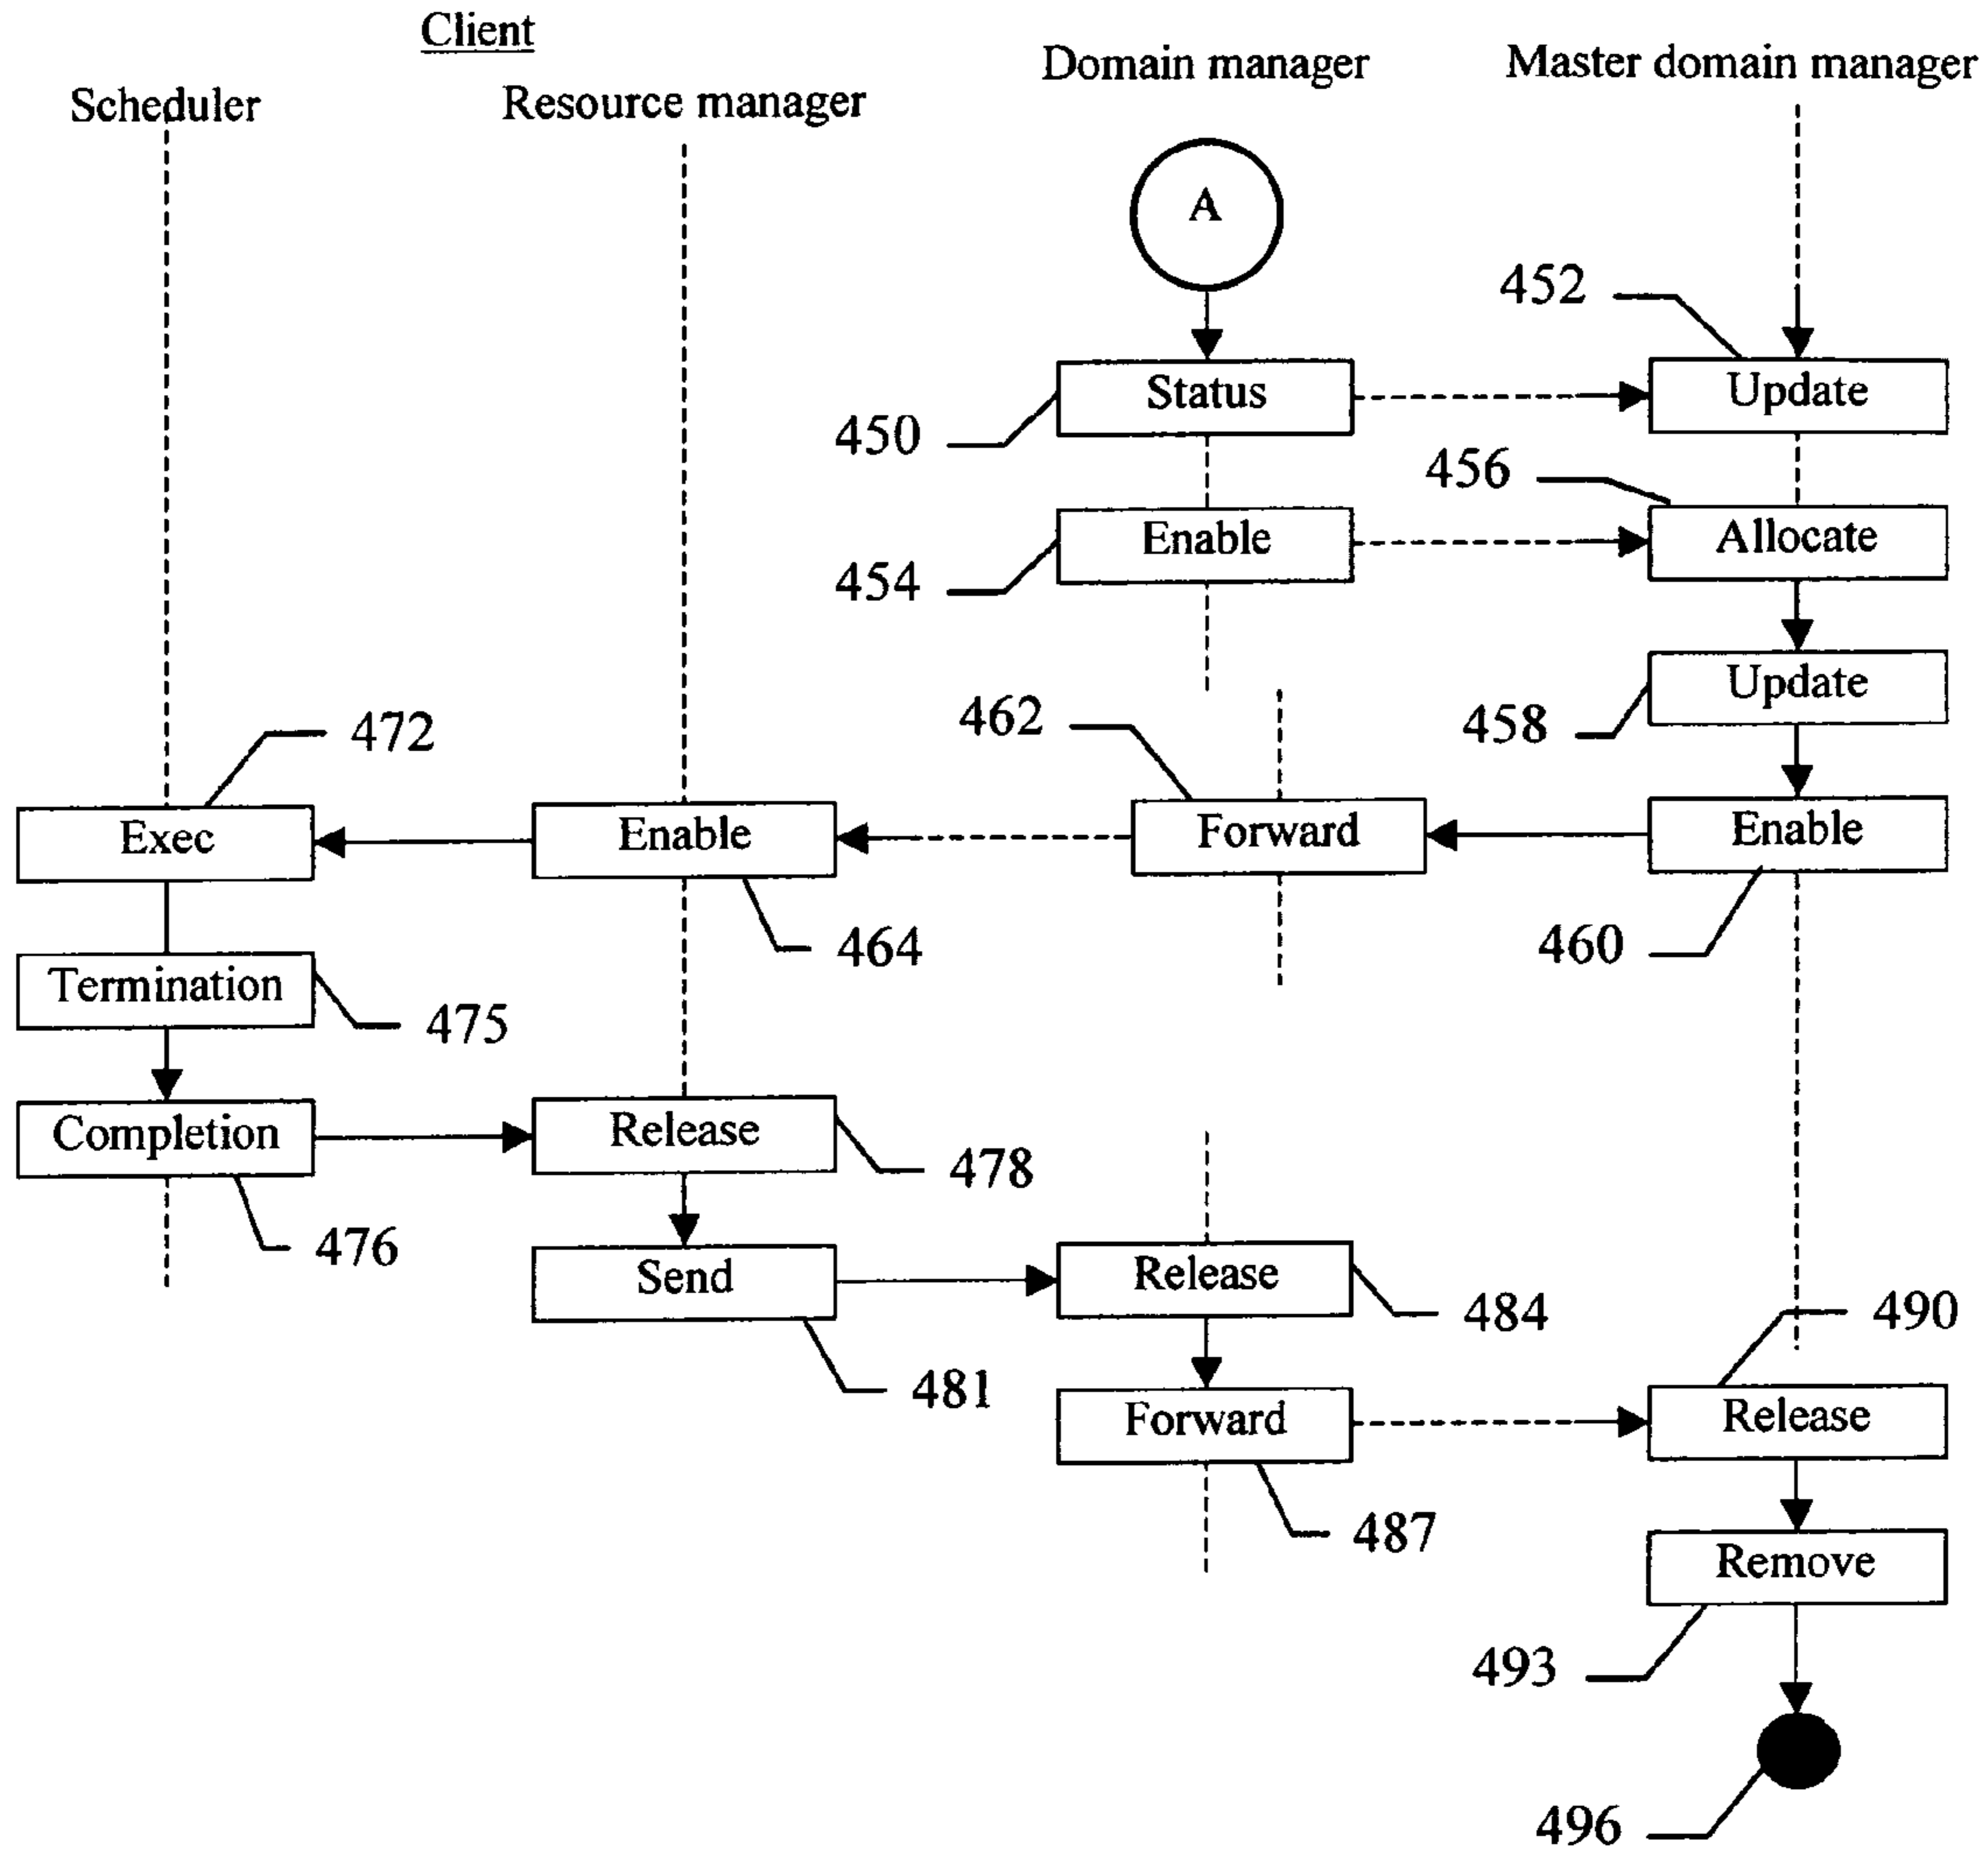 Client
Domain manager
Master domain manager
Scheduler
Resource manager
A
452
Status
Update
450
456
Enable
Allocate
454
Update
472
462
458
Exec
Enable
Forward
Enable
464
460
Termination
475
Completion
Release
478
476
Send
Release
484
490
481
Forward
Release
487
Remove
493
496